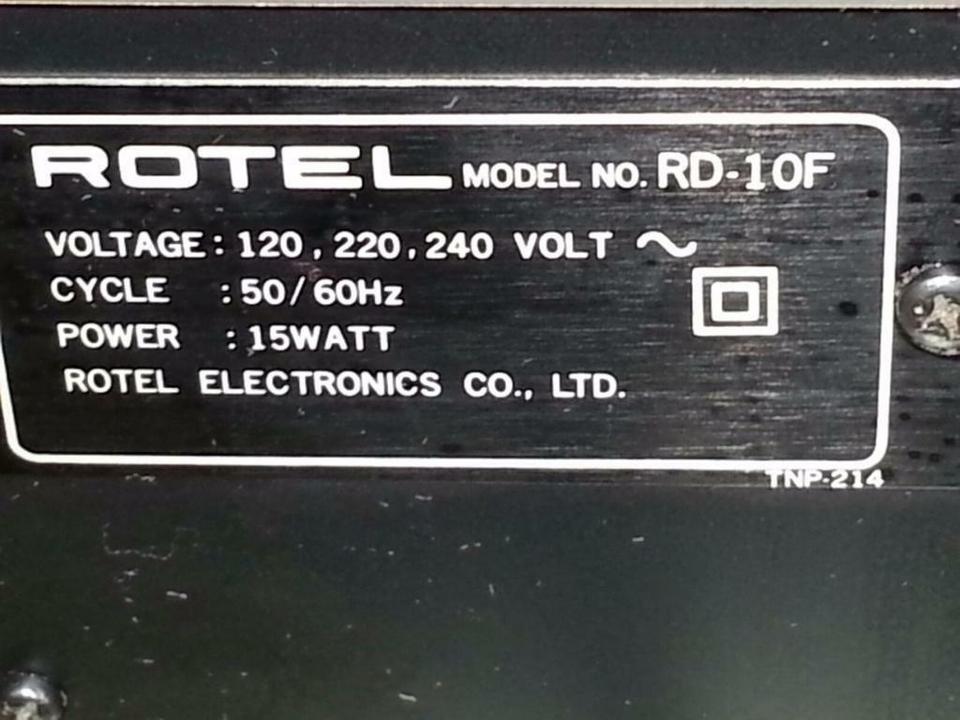 ROTEL MODEL NO. RD-10F
VOLTAGE : 120 , 220 , 240 VOLT ~
CYCLE : 50 / 60Hz
POWER : 15WATT
ROTEL ELECTRONICS CO., LTD.
TNP-214